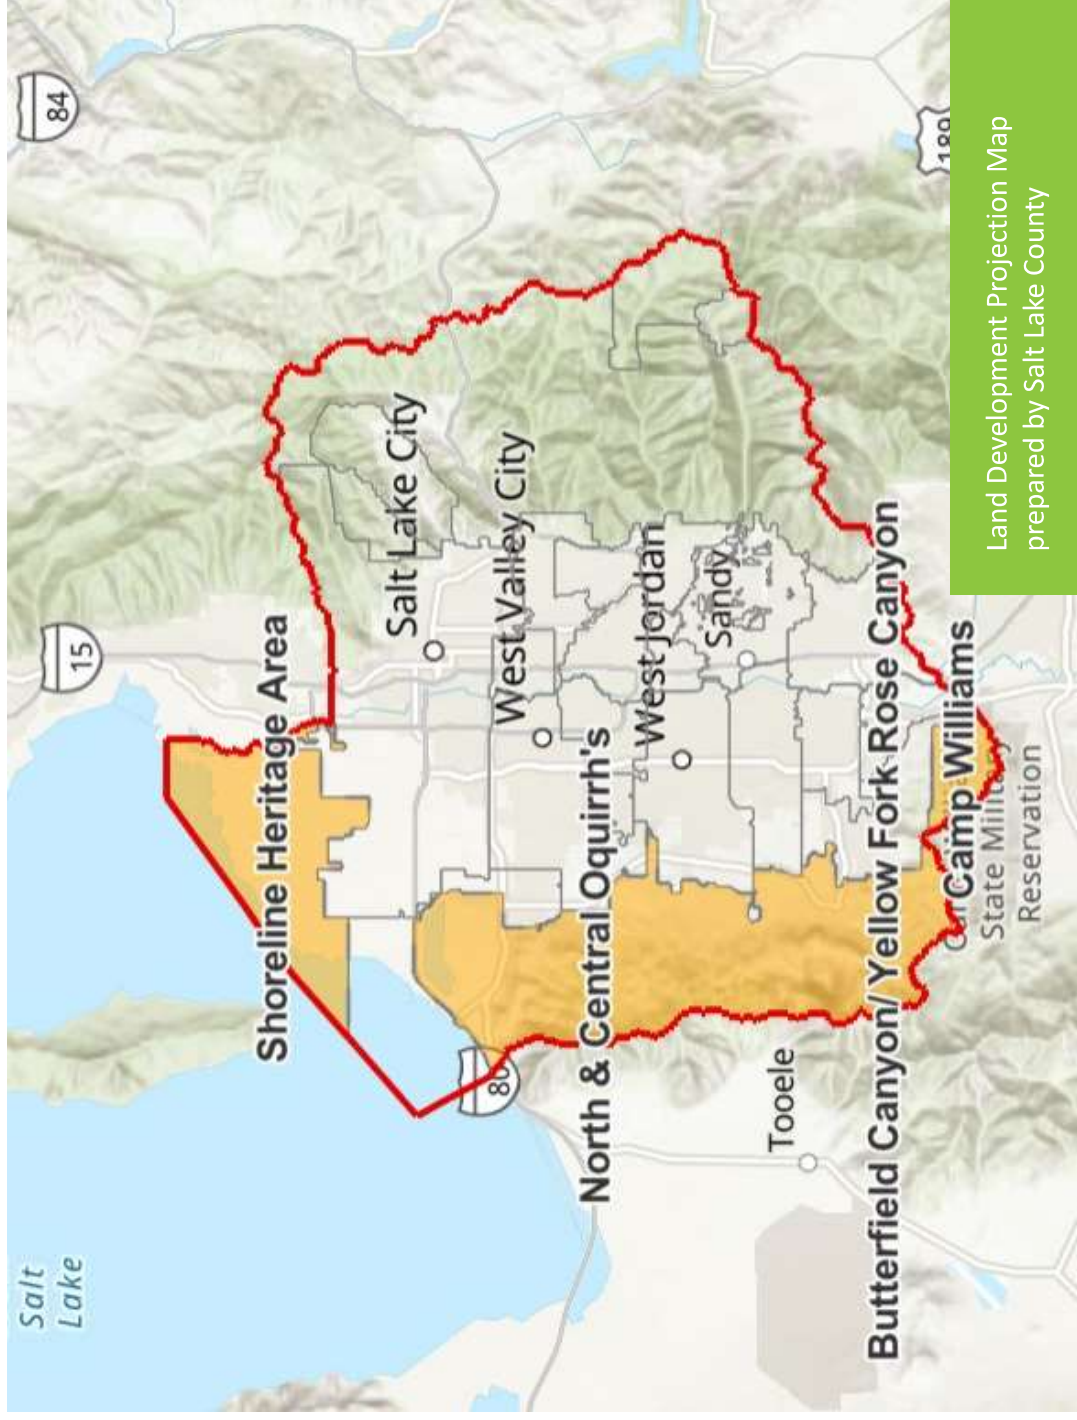 Salt
Lake
84
15
Shoreline Heritage Area
Salt Lake City
80
West Valley City
North & Central Oquirrh's
West Jordan
Sandy
Tooele
Butterfield Canyon/ Yellow Fork-Rose Canyon
189
Camp Williams
State Military
Reservation
Land Development Projection Map
prepared by Salt Lake County